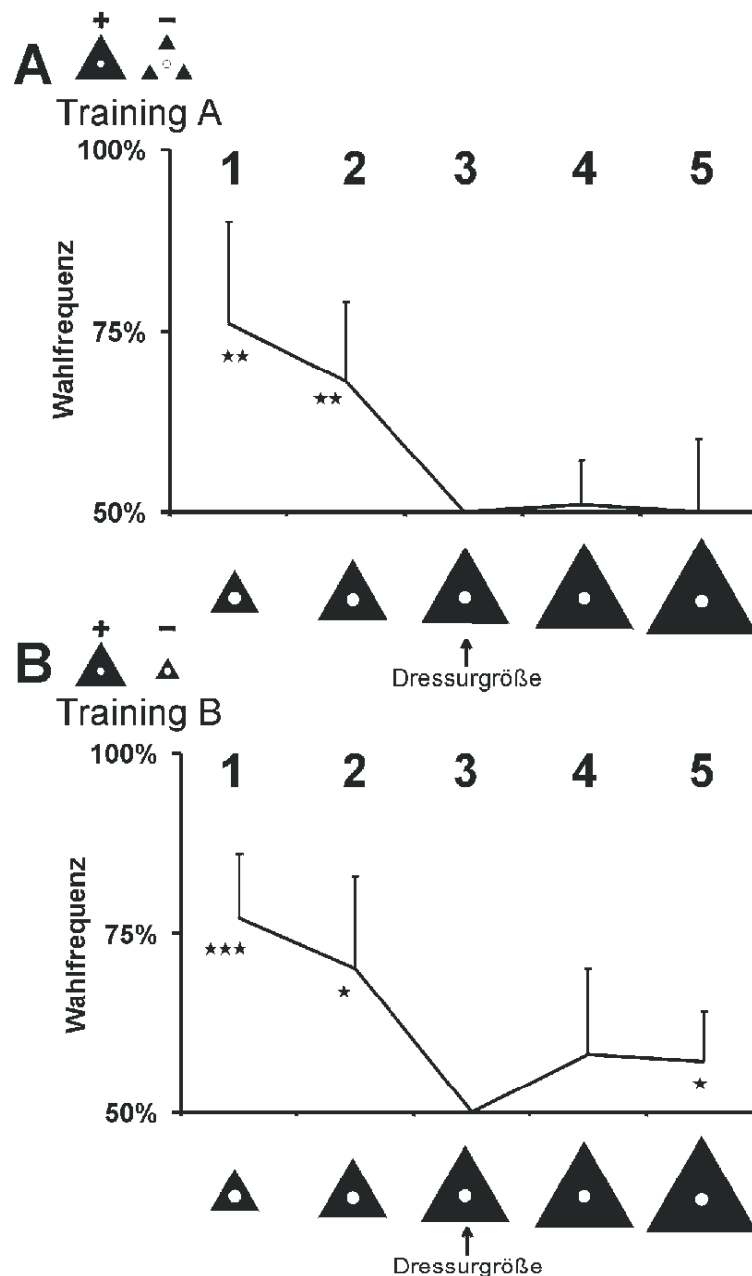 + −
A
Training A
100%
1 2 3 4 5
Wahlfrequenz
75%
★★
★★
50%
Dressurgröße
+ −
B
Training B
100%
1 2 3 4 5
Wahlfrequenz
75%
★★★
★
★
50%
Dressurgröße